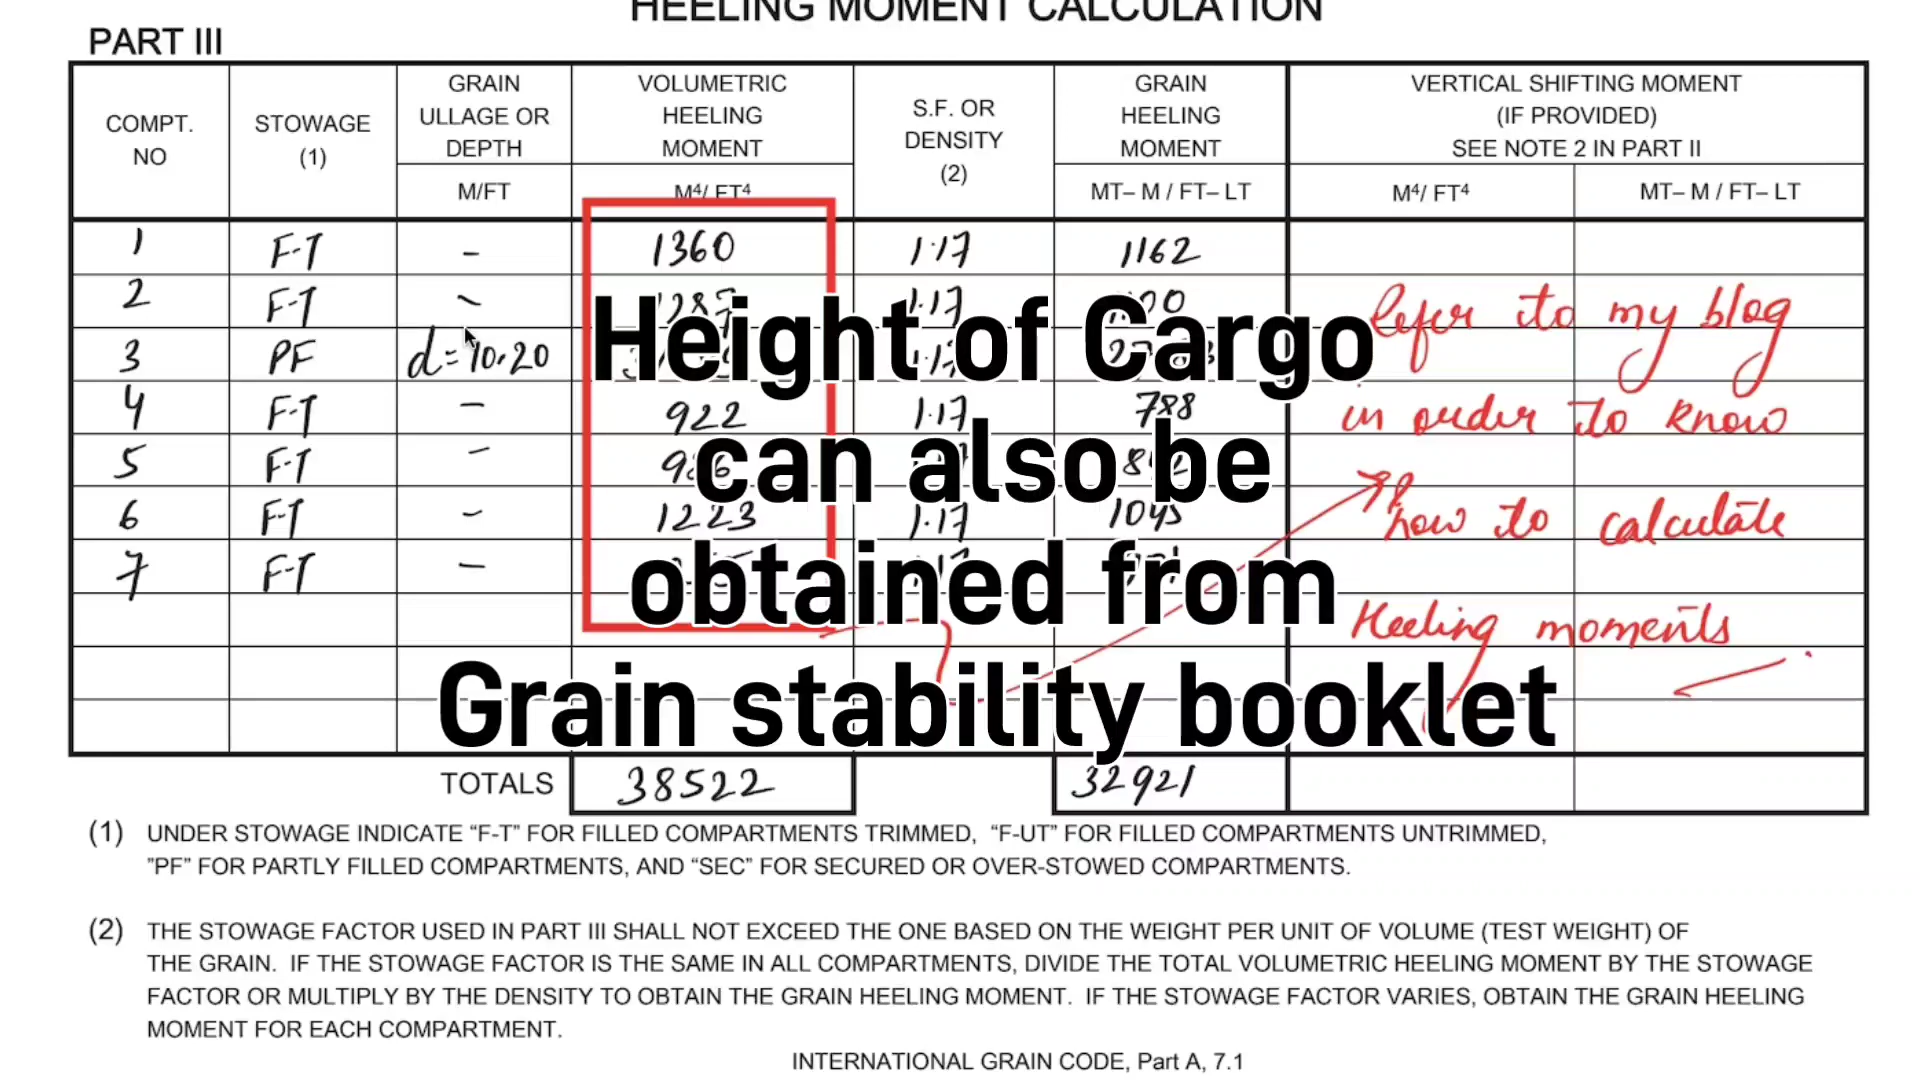 HEELING MOMENT CALCULATION
PART III
COMPT. NO
STOWAGE (1)
GRAIN ULLAGE OR DEPTH
M/FT
VOLUMETRIC HEELING MOMENT
M⁴/ FT⁴
S.F. OR DENSITY (2)
GRAIN HEELING MOMENT
MT– M / FT– LT
VERTICAL SHIFTING MOMENT (IF PROVIDED) SEE NOTE 2 IN PART II
M⁴/ FT⁴
MT– M / FT– LT
1 F-T - 1360 1.17 1162
2 F-T - 1.17
3 PF d=10.20
4 F-T - 922 1.17 788
5 F-T -
6 F-T - 1223 1.17 1045
7 F-T -
Refer to my blog
in order to know
how to calculate
Heeling moments
Height of Cargo
can also be
obtained from
Grain stability booklet
TOTALS 38522 32921
(1) UNDER STOWAGE INDICATE “F-T” FOR FILLED COMPARTMENTS TRIMMED, “F-UT” FOR FILLED COMPARTMENTS UNTRIMMED,
”PF” FOR PARTLY FILLED COMPARTMENTS, AND “SEC” FOR SECURED OR OVER-STOWED COMPARTMENTS.
(2) THE STOWAGE FACTOR USED IN PART III SHALL NOT EXCEED THE ONE BASED ON THE WEIGHT PER UNIT OF VOLUME (TEST WEIGHT) OF
THE GRAIN. IF THE STOWAGE FACTOR IS THE SAME IN ALL COMPARTMENTS, DIVIDE THE TOTAL VOLUMETRIC HEELING MOMENT BY THE STOWAGE
FACTOR OR MULTIPLY BY THE DENSITY TO OBTAIN THE GRAIN HEELING MOMENT. IF THE STOWAGE FACTOR VARIES, OBTAIN THE GRAIN HEELING
MOMENT FOR EACH COMPARTMENT.
INTERNATIONAL GRAIN CODE, Part A, 7.1